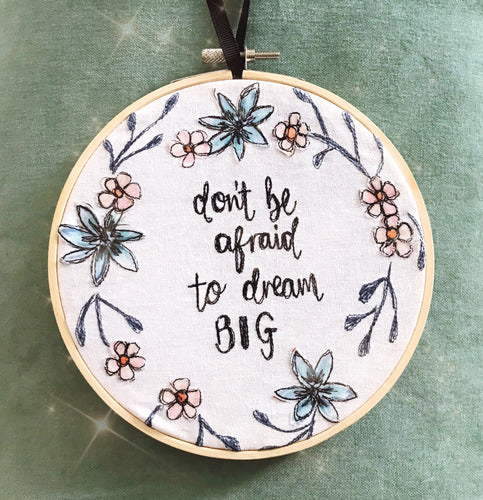 don't be
afraid
to dream
BIG